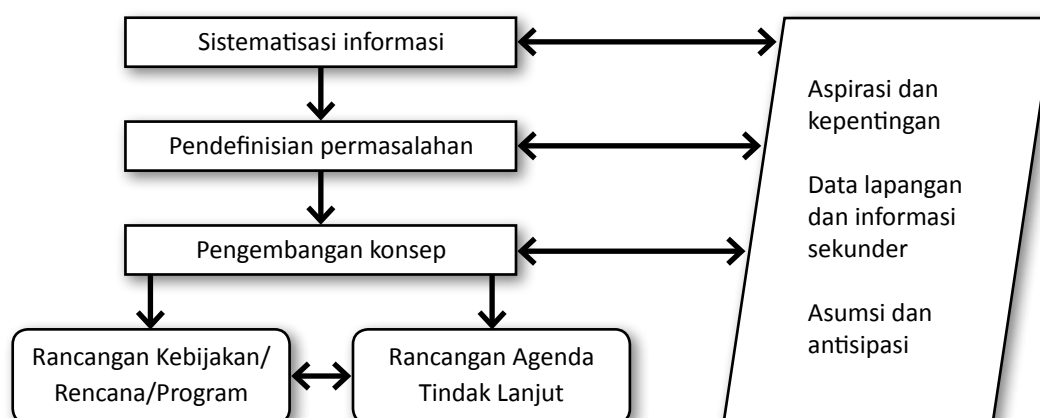 Sistematisasi informasi
Pendefinisian permasalahan
Pengembangan konsep
Rancangan Kebijakan/
Rencana/Program
Rancangan Agenda
Tindak Lanjut
Aspirasi dan
kepentingan
Data lapangan
dan informasi
sekunder
Asumsi dan
antisipasi